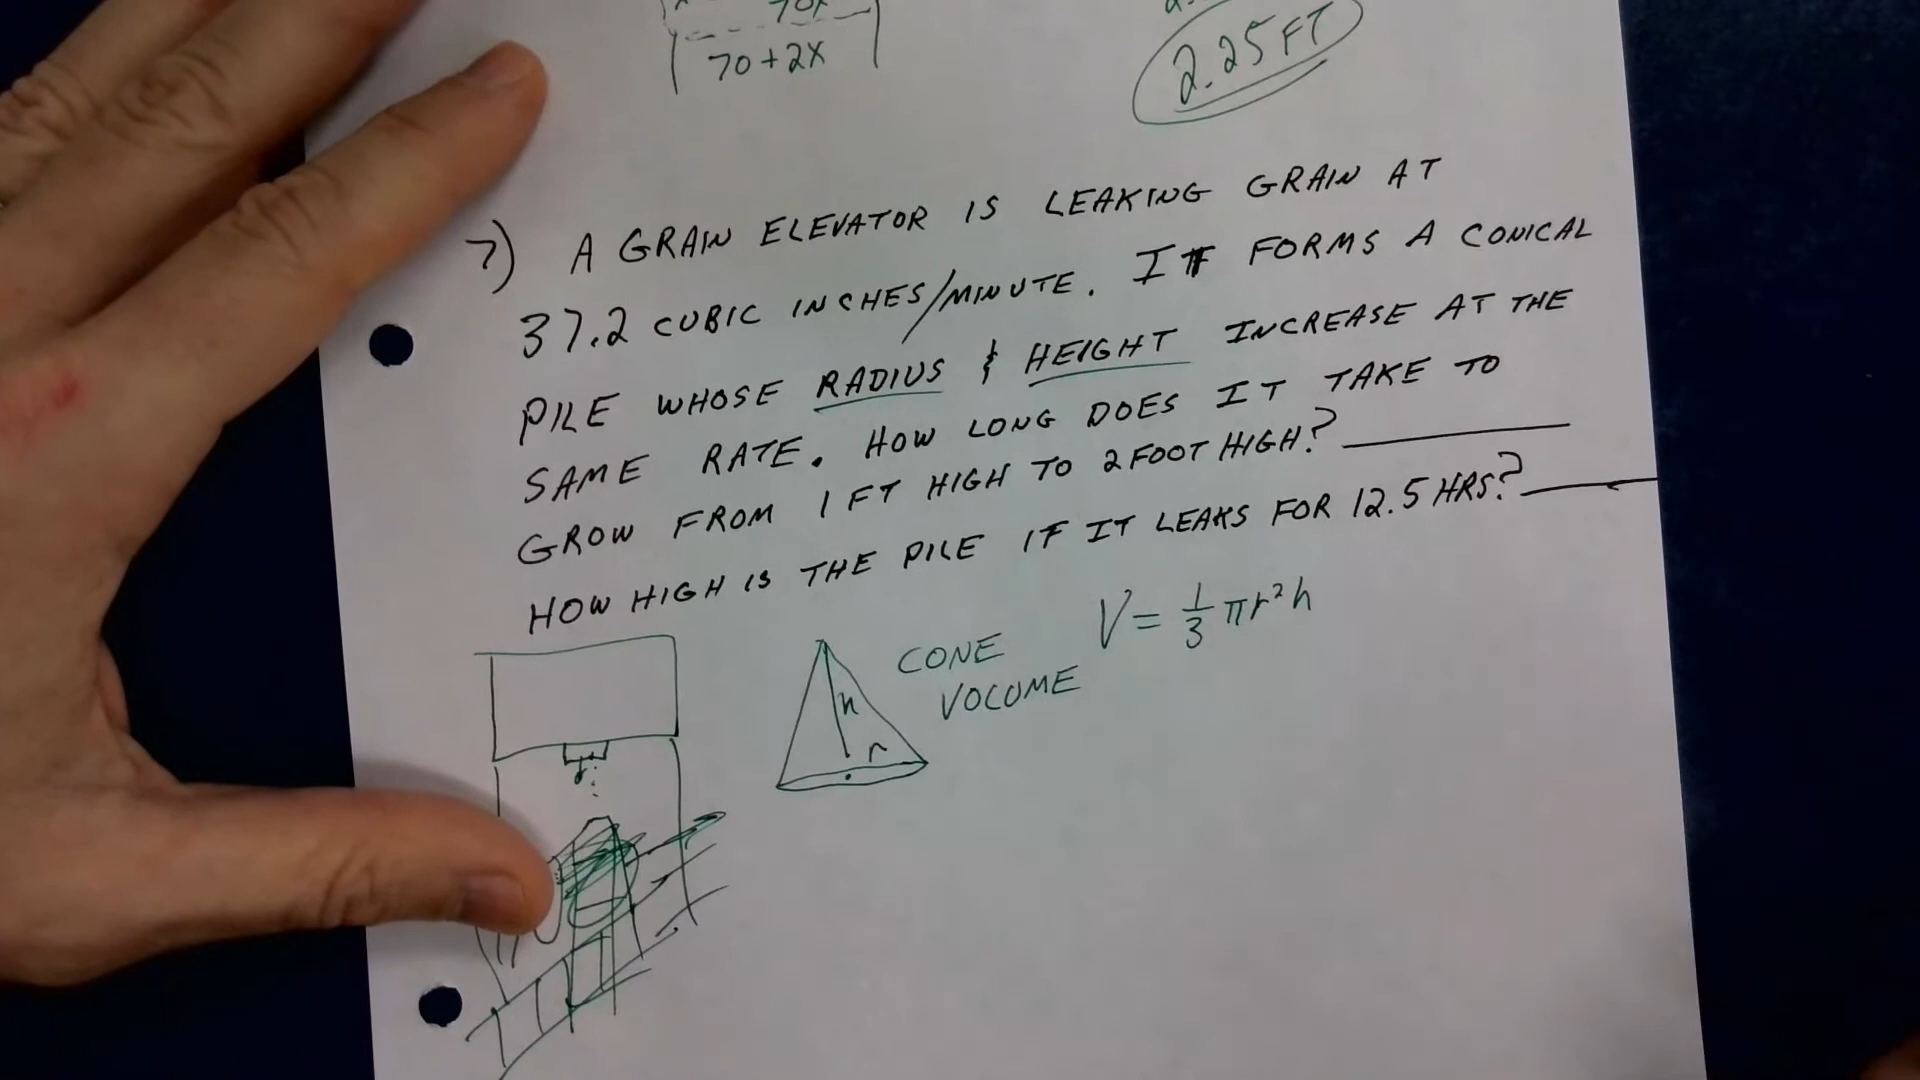 70+2X
2.25 FT
7) A GRAIN ELEVATOR IS LEAKING GRAIN AT
37.2 CUBIC INCHES/MINUTE. IT FORMS A CONICAL
PILE WHOSE RADIUS & HEIGHT INCREASE AT THE
SAME RATE. HOW LONG DOES IT TAKE TO
GROW FROM 1 FT HIGH TO 2 FOOT HIGH?
HOW HIGH IS THE PILE IF IT LEAKS FOR 12.5 HRS?
CONE
VOLUME
V = 1/3 πr²h
h
r